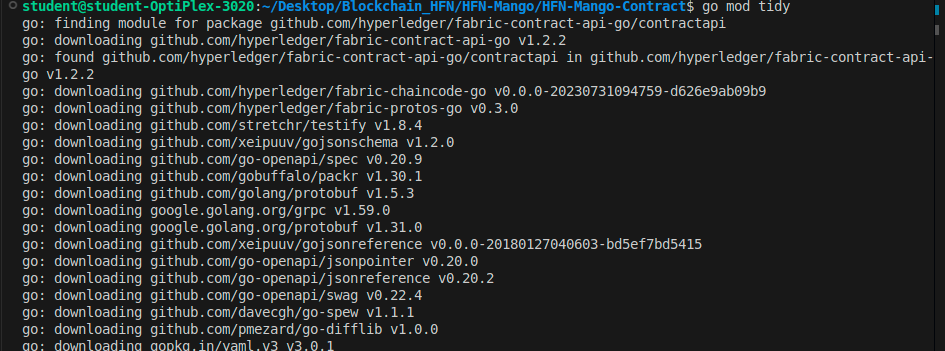 student@student-OptiPlex-3020:~/Desktop/Blockchain_HFN/HFN-Mango/HFN-Mango-Contract$ go mod tidy
go: finding module for package github.com/hyperledger/fabric-contract-api-go/contractapi
go: downloading github.com/hyperledger/fabric-contract-api-go v1.2.2
go: found github.com/hyperledger/fabric-contract-api-go/contractapi in github.com/hyperledger/fabric-contract-api-
go v1.2.2
go: downloading github.com/hyperledger/fabric-chaincode-go v0.0.0-20230731094759-d626e9ab09b9
go: downloading github.com/hyperledger/fabric-protos-go v0.3.0
go: downloading github.com/stretchr/testify v1.8.4
go: downloading github.com/xeipuuv/gojsonschema v1.2.0
go: downloading github.com/go-openapi/spec v0.20.9
go: downloading github.com/gobuffalo/packr v1.30.1
go: downloading github.com/golang/protobuf v1.5.3
go: downloading google.golang.org/grpc v1.59.0
go: downloading google.golang.org/protobuf v1.31.0
go: downloading github.com/xeipuuv/gojsonreference v0.0.0-20180127040603-bd5ef7bd5415
go: downloading github.com/go-openapi/jsonpointer v0.20.0
go: downloading github.com/go-openapi/jsonreference v0.20.2
go: downloading github.com/go-openapi/swag v0.22.4
go: downloading github.com/davecgh/go-spew v1.1.1
go: downloading github.com/pmezard/go-difflib v1.0.0
go: downloading gopkg.in/yaml.v3 v3.0.1